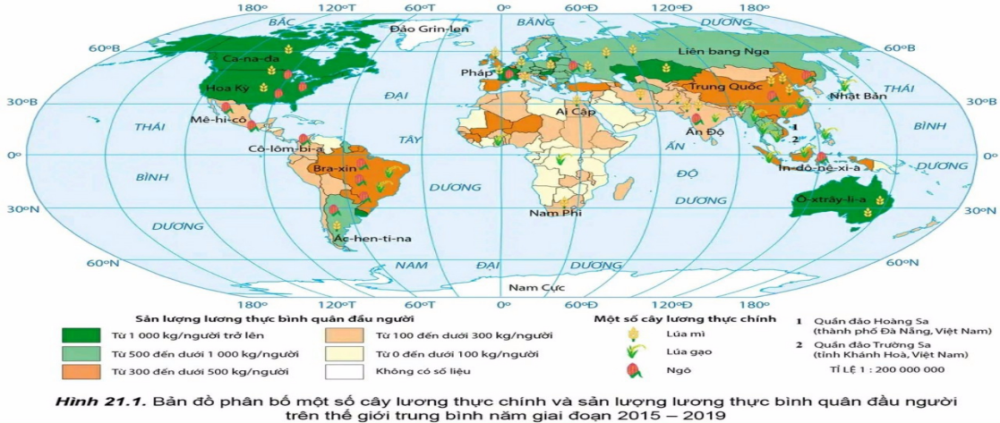 180° 120°T 60°T 0° 60°Đ 120°Đ 180°
BẮC BĂNG DƯƠNG
Đảo Grin-len
60°B 60°B
Ca-na-đa
Liên bang Nga
Pháp
Hoa Kỳ
Trung Quốc
30°B ĐẠI Nhật Bản THÁI 30°B
Ai Cập
Mê-hi-cô
THÁI TÂY Ấn Độ ẤN 1 BÌNH
2
Cô-lôm-bi-a
0° In-đô-nê-xi-a DƯƠNG 0°
Bra-xin
BÌNH DƯƠNG ĐỘ
Ô-xtrây-li-a
30°N DƯƠNG Nam Phi DƯƠNG 30°N
Ác-hen-ti-na
60°N NAM ĐẠI DƯƠNG 60°N
Nam Cực
180° 120°T 60°T 0° 60°Đ 120°Đ 180°
Sản lượng lương thực bình quân đầu người
Từ 1 000 kg/người trở lên
Từ 500 đến dưới 1 000 kg/người
Từ 300 đến dưới 500 kg/người
Từ 100 đến dưới 300 kg/người
Từ 0 đến dưới 100 kg/người
Không có số liệu
Một số cây lương thực chính
Lúa mì
Lúa gạo
Ngô
1 Quần đảo Hoàng Sa
(thành phố Đà Nẵng, Việt Nam)
2 Quần đảo Trường Sa
(tỉnh Khánh Hoà, Việt Nam)
TỈ LỆ 1 : 200 000 000
Hình 21.1. Bản đồ phân bố một số cây lương thực chính và sản lượng lương thực bình quân đầu người
trên thế giới trung bình năm giai đoạn 2015 – 2019